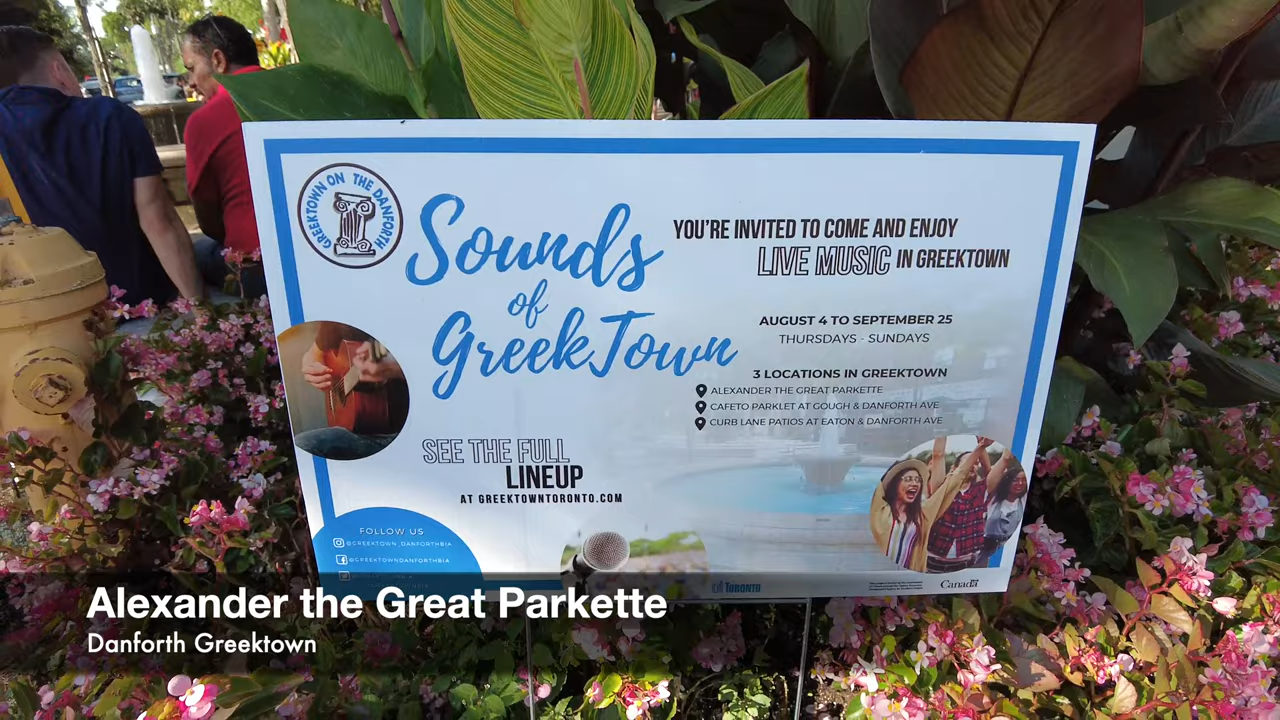 GREEKTOWN ON THE DANFORTH
Sounds
of
GreekTown
YOU'RE INVITED TO COME AND ENJOY
LIVE MUSIC IN GREEKTOWN
AUGUST 4 TO SEPTEMBER 25
THURSDAYS - SUNDAYS
3 LOCATIONS IN GREEKTOWN
ALEXANDER THE GREAT PARKETTE
CAFETO PARKLET AT GOUGH & DANFORTH AVE
CURB LANE PATIOS AT EATON & DANFORTH AVE
SEE THE FULL
LINEUP
AT GREEKTOWNTORONTO.COM
FOLLOW US
@GREEKTOWN_DANFORTHBIA
@GREEKTOWNDANFORTHBIA
TORONTO
Canada
Alexander the Great Parkette
Danforth Greektown